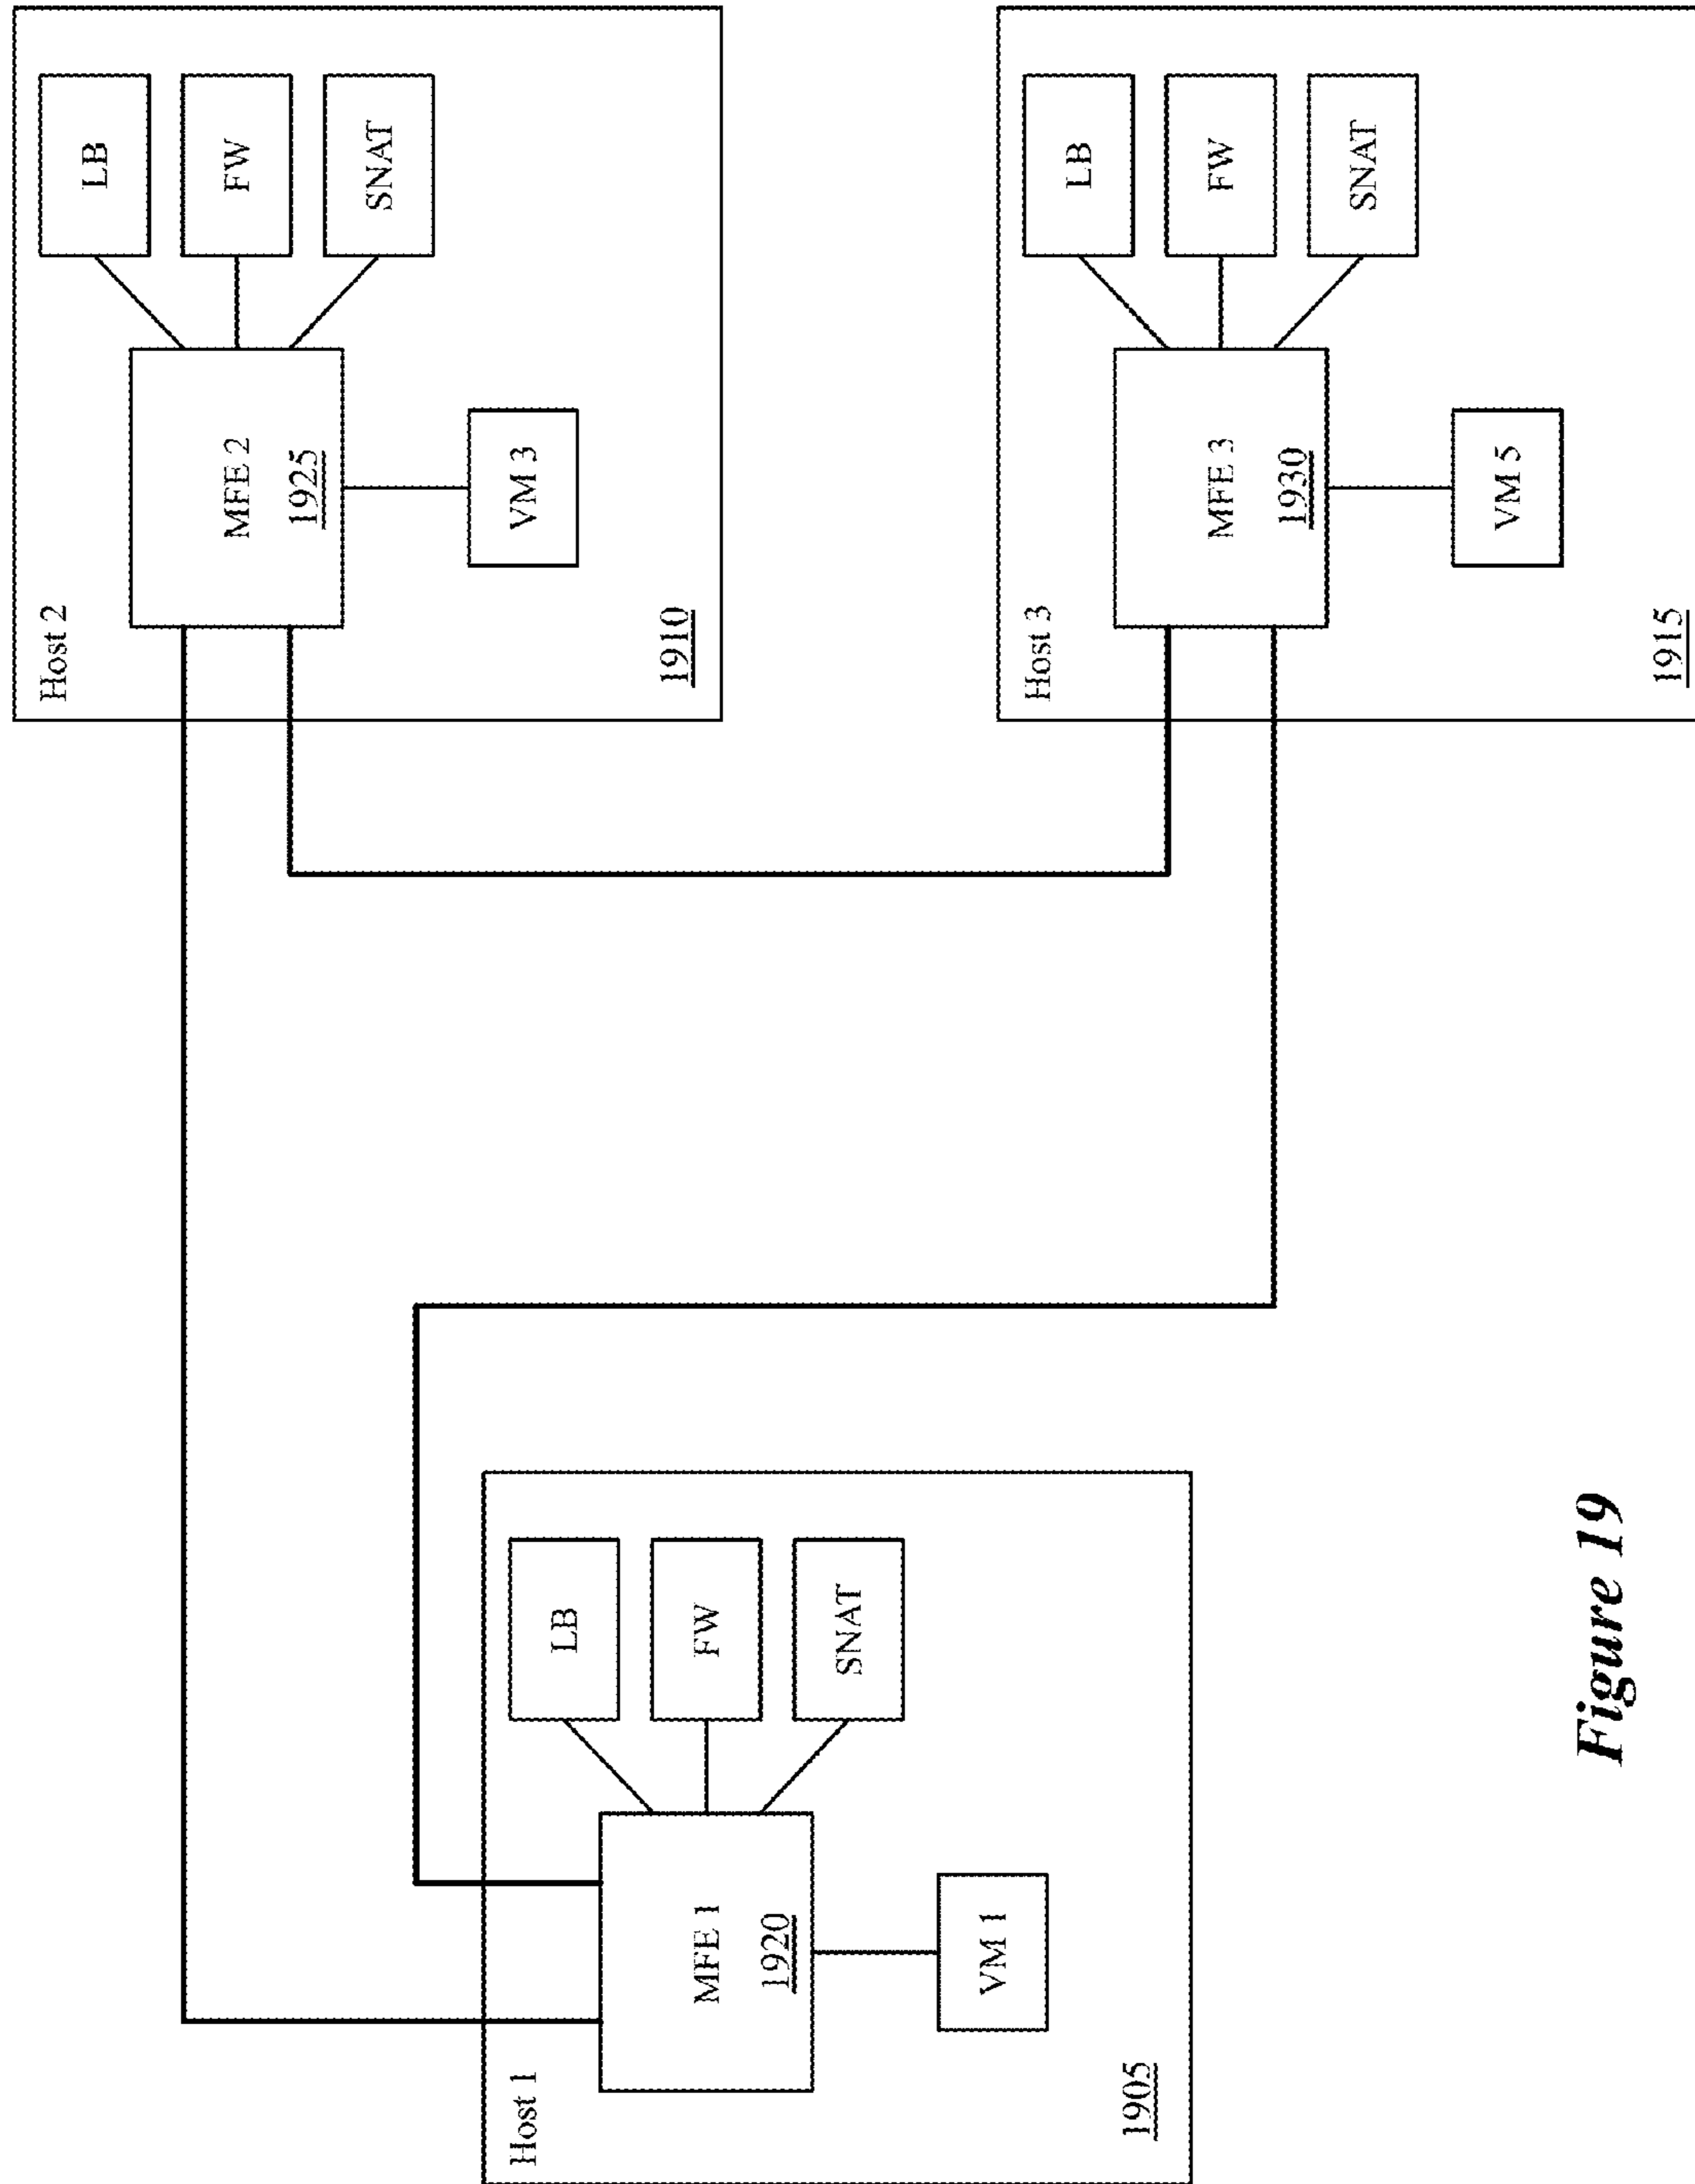 Host 1
LB
FW
SNAT
MFE 1
1920
VM 1
1905
Host 2
LB
FW
SNAT
MFE 2
1925
VM 3
1910
Host 3
LB
FW
SNAT
MFE 3
1930
VM 5
1915
Figure 19